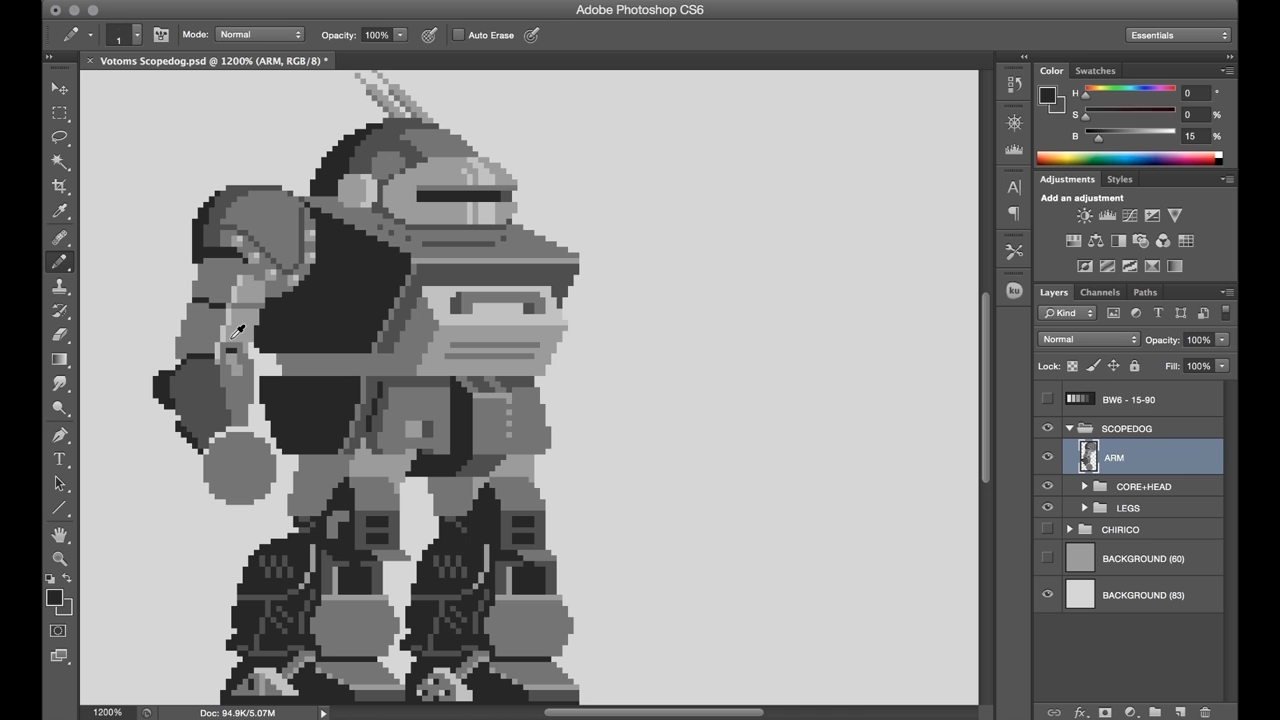 Adobe Photoshop CS6
1
Mode: Normal
Opacity: 100%
Auto Erase
Essentials
× Votoms Scopedog.psd @ 1200% (ARM, RGB/8) *
Color Swatches
H 0 °
S 0 %
B 15 %
Adjustments Styles
Add an adjustment
A
ku
Layers Channels Paths
Kind
Normal Opacity: 100%
Lock: Fill: 100%
BW6 - 15-90
SCOPEDOG
ARM
CORE+HEAD
LEGS
CHIRICO
BACKGROUND (60)
BACKGROUND (83)
T
fx
1200% Doc: 94.9K/5.07M